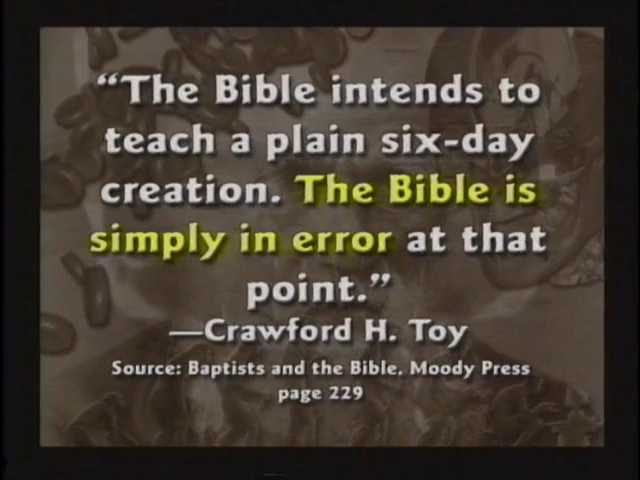 “The Bible intends to
teach a plain six-day
creation. The Bible is
simply in error at that
point.”
—Crawford H. Toy
Source: Baptists and the Bible, Moody Press
page 229